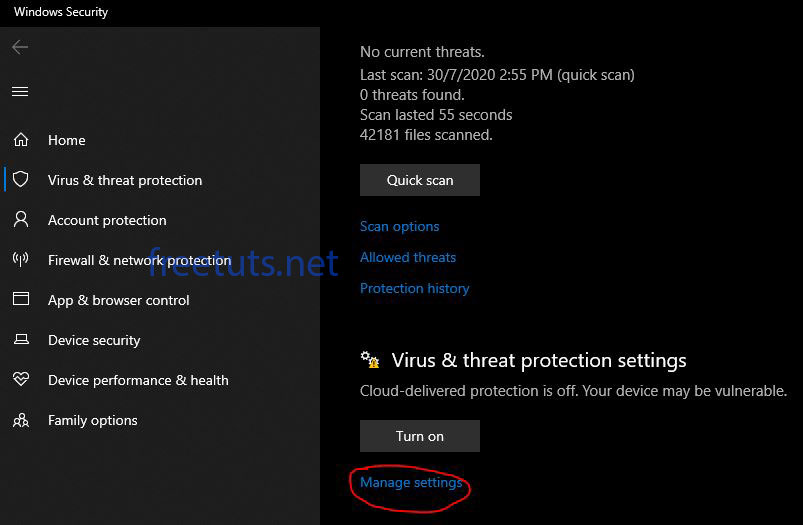 Windows Security
Home
Virus & threat protection
Account protection
Firewall & network protection
App & browser control
Device security
Device performance & health
Family options
freetuts.net
No current threats.
Last scan: 30/7/2020 2:55 PM (quick scan)
0 threats found.
Scan lasted 55 seconds
42181 files scanned.
Quick scan
Scan options
Allowed threats
Protection history
Virus & threat protection settings
Cloud-delivered protection is off. Your device may be vulnerable.
Turn on
Manage settings